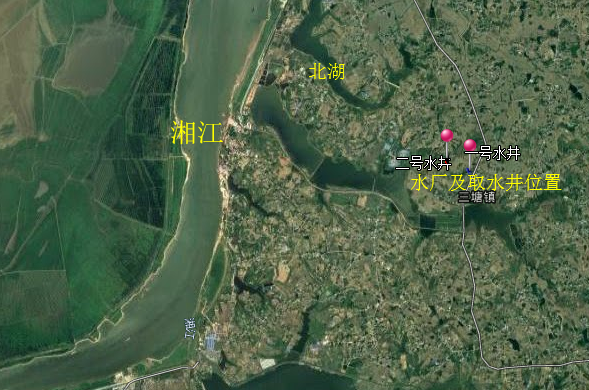 北湖
湘江
一号水井
二号水井
水厂及取水井位置
三塘镇
湘江